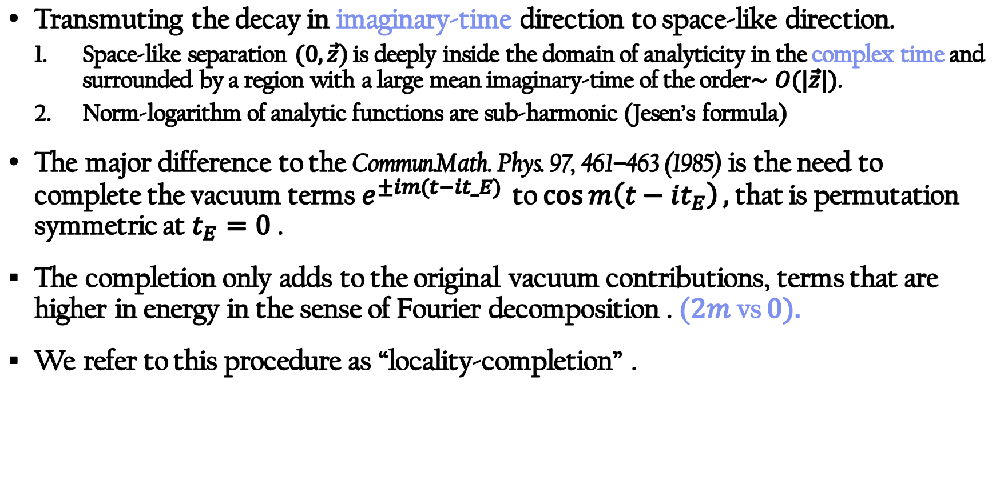 • Transmuting the decay in imaginary-time direction to space-like direction.
1. Space-like separation (0, z⃗) is deeply inside the domain of analyticity in the complex time and
surrounded by a region with a large mean imaginary-time of the order~ O(|z⃗|).
2. Norm-logarithm of analytic functions are sub-harmonic (Jesen's formula)
• The major difference to the Commun.Math. Phys. 97, 461–463 (1985) is the need to
complete the vacuum terms e^{±im(t−it_E)} to cos m(t − it_E), that is permutation
symmetric at t_E = 0 .
▪ The completion only adds to the original vacuum contributions, terms that are
higher in energy in the sense of Fourier decomposition . (2m vs 0).
▪ We refer to this procedure as “locality-completion” .